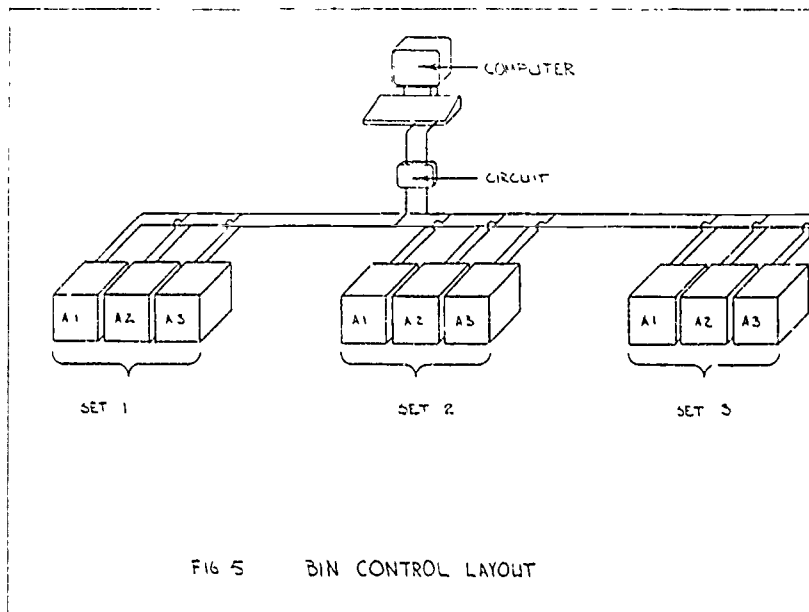 COMPUTER
CIRCUIT
A1 A2 A3 A1 A2 A3 A1 A2 A3
SET 1 SET 2 SET 3
FIG 5 BIN CONTROL LAYOUT